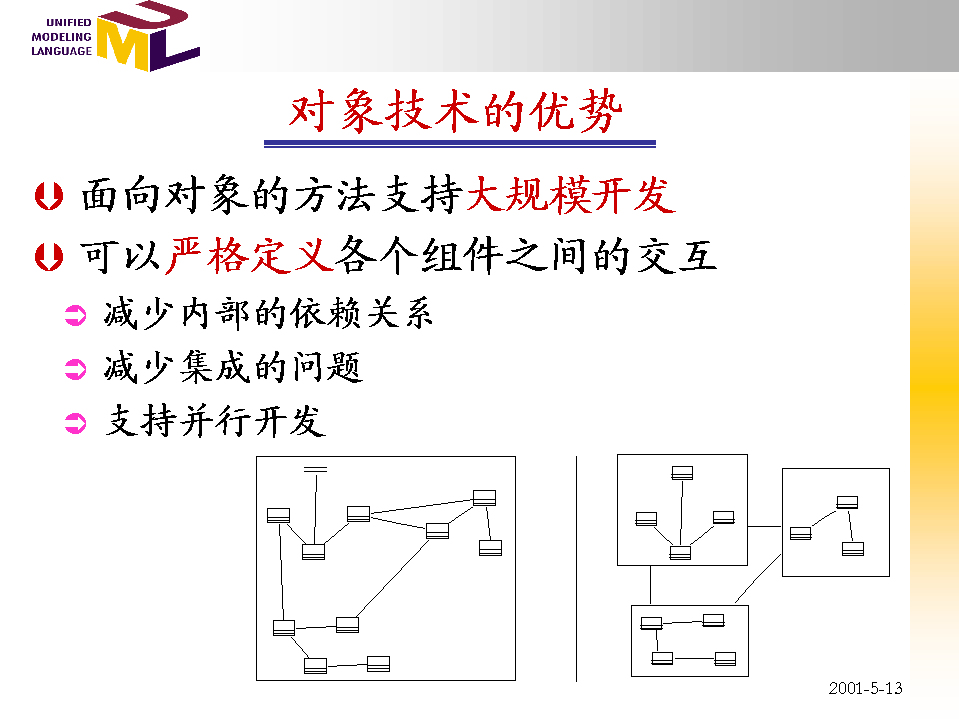 UNIFIED
MODELING
LANGUAGE
UML
对象技术的优势
面向对象的方法支持大规模开发
可以严格定义各个组件之间的交互
减少内部的依赖关系
减少集成的问题
支持并行开发
2001-5-13